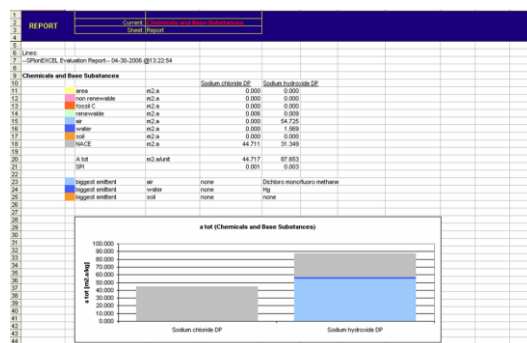 REPORT
Current Chemicals and Base Substances
Sheet Report
Lines:
--SPIonEXCEL Evaluation Report-- 04-30-2006 @13:22:54
Chemicals and Base Substances
Sodium chloride DP Sodium hydroxide DP
area m2.a 0.000 0.000
non renewable m2.a 0.000 0.000
fossil C m2.a 0.000 0.000
renewable m2.a 0.006 0.009
air m2.a 0.000 54.725
water m2.a 0.000 1.569
soil m2.a 0.000 0.000
NACE m2.a 44.711 31.349
A tot m2.a/unit 44.717 87.653
SPI 0.001 0.003
biggest emittent air none Dichloro monofluoro methane
biggest emittent water none Hg
biggest emittent soil none none
a tot (Chemicals and Base Substances)
a tot [m2.a/kg]
100.000
90.000
80.000
70.000
60.000
50.000
40.000
30.000
20.000
10.000
0.000
Sodium chloride DP Sodium hydroxide DP